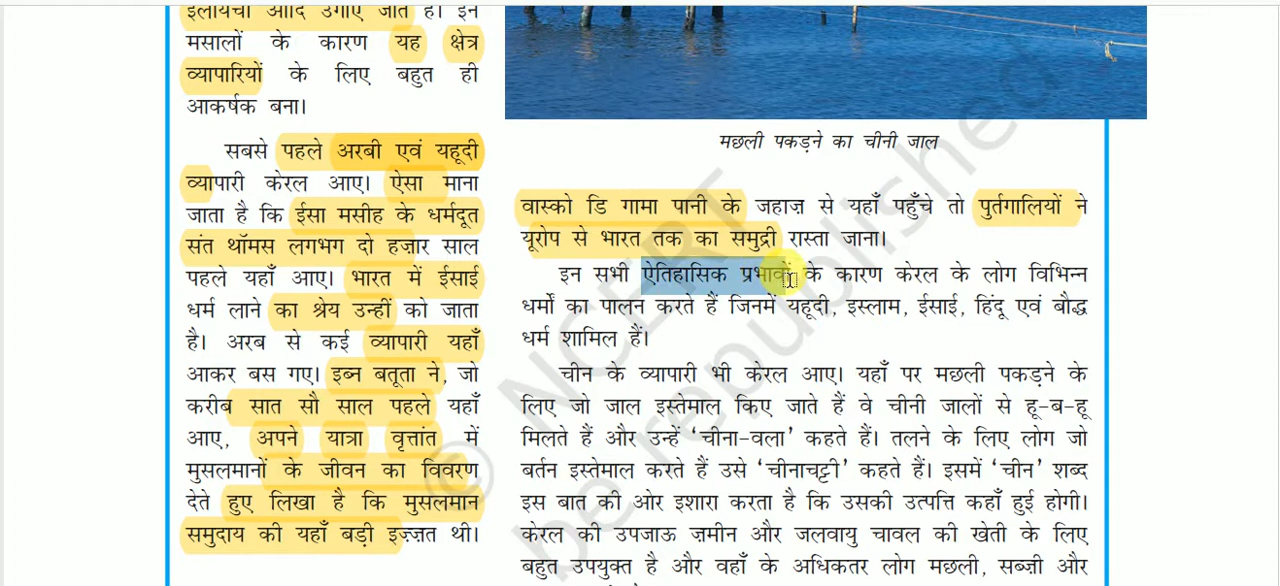 इलायची आदि उगाए जाते हैं। इन
मसालों के कारण यह क्षेत्र
व्यापारियों के लिए बहुत ही
आकर्षक बना।
सबसे पहले अरबी एवं यहूदी
व्यापारी केरल आए। ऐसा माना
जाता है कि ईसा मसीह के धर्मदूत
संत थॉमस लगभग दो हज़ार साल
पहले यहाँ आए। भारत में ईसाई
धर्म लाने का श्रेय उन्हीं को जाता
है। अरब से कई व्यापारी यहाँ
आकर बस गए। इब्न बतूता ने, जो
करीब सात सौ साल पहले यहाँ
आए, अपने यात्रा वृत्तांत में
मुसलमानों के जीवन का विवरण
देते हुए लिखा है कि मुसलमान
समुदाय की यहाँ बड़ी इज़्ज़त थी।
मछली पकड़ने का चीनी जाल
वास्को डि गामा पानी के जहाज़ से यहाँ पहुँचे तो पुर्तगालियों ने
यूरोप से भारत तक का समुद्री रास्ता जाना।
इन सभी ऐतिहासिक प्रभावों के कारण केरल के लोग विभिन्न
धर्मों का पालन करते हैं जिनमें यहूदी, इस्लाम, ईसाई, हिंदू एवं बौद्ध
धर्म शामिल हैं।
चीन के व्यापारी भी केरल आए। यहाँ पर मछली पकड़ने के
लिए जो जाल इस्तेमाल किए जाते हैं वे चीनी जालों से हू-ब-हू
मिलते हैं और उन्हें ‘चीना-वला’ कहते हैं। तलने के लिए लोग जो
बर्तन इस्तेमाल करते हैं उसे ‘चीनाचट्टी’ कहते हैं। इसमें ‘चीन’ शब्द
इस बात की ओर इशारा करता है कि उसकी उत्पत्ति कहाँ हुई होगी।
केरल की उपजाऊ ज़मीन और जलवायु चावल की खेती के लिए
बहुत उपयुक्त है और वहाँ के अधिकतर लोग मछली, सब्ज़ी और
© NCERT
be republished